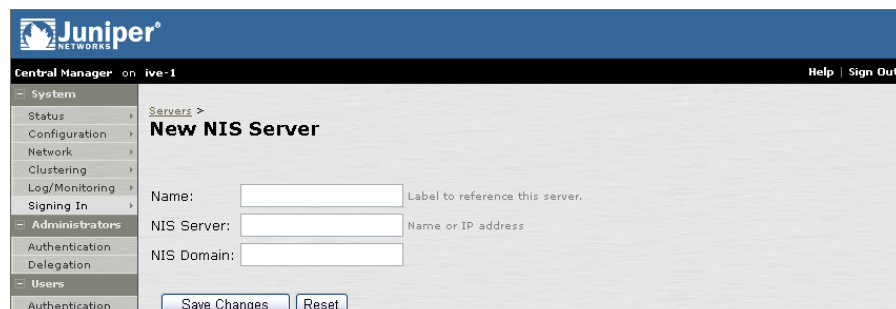 Juniper®
NETWORKS
Central Manager on ive-1
Help | Sign Out
System
Status
Configuration
Network
Clustering
Log/Monitoring
Signing In
Administrators
Authentication
Delegation
Users
Authentication
Servers >
New NIS Server
Name: Label to reference this server.
NIS Server: Name or IP address
NIS Domain:
Save Changes Reset